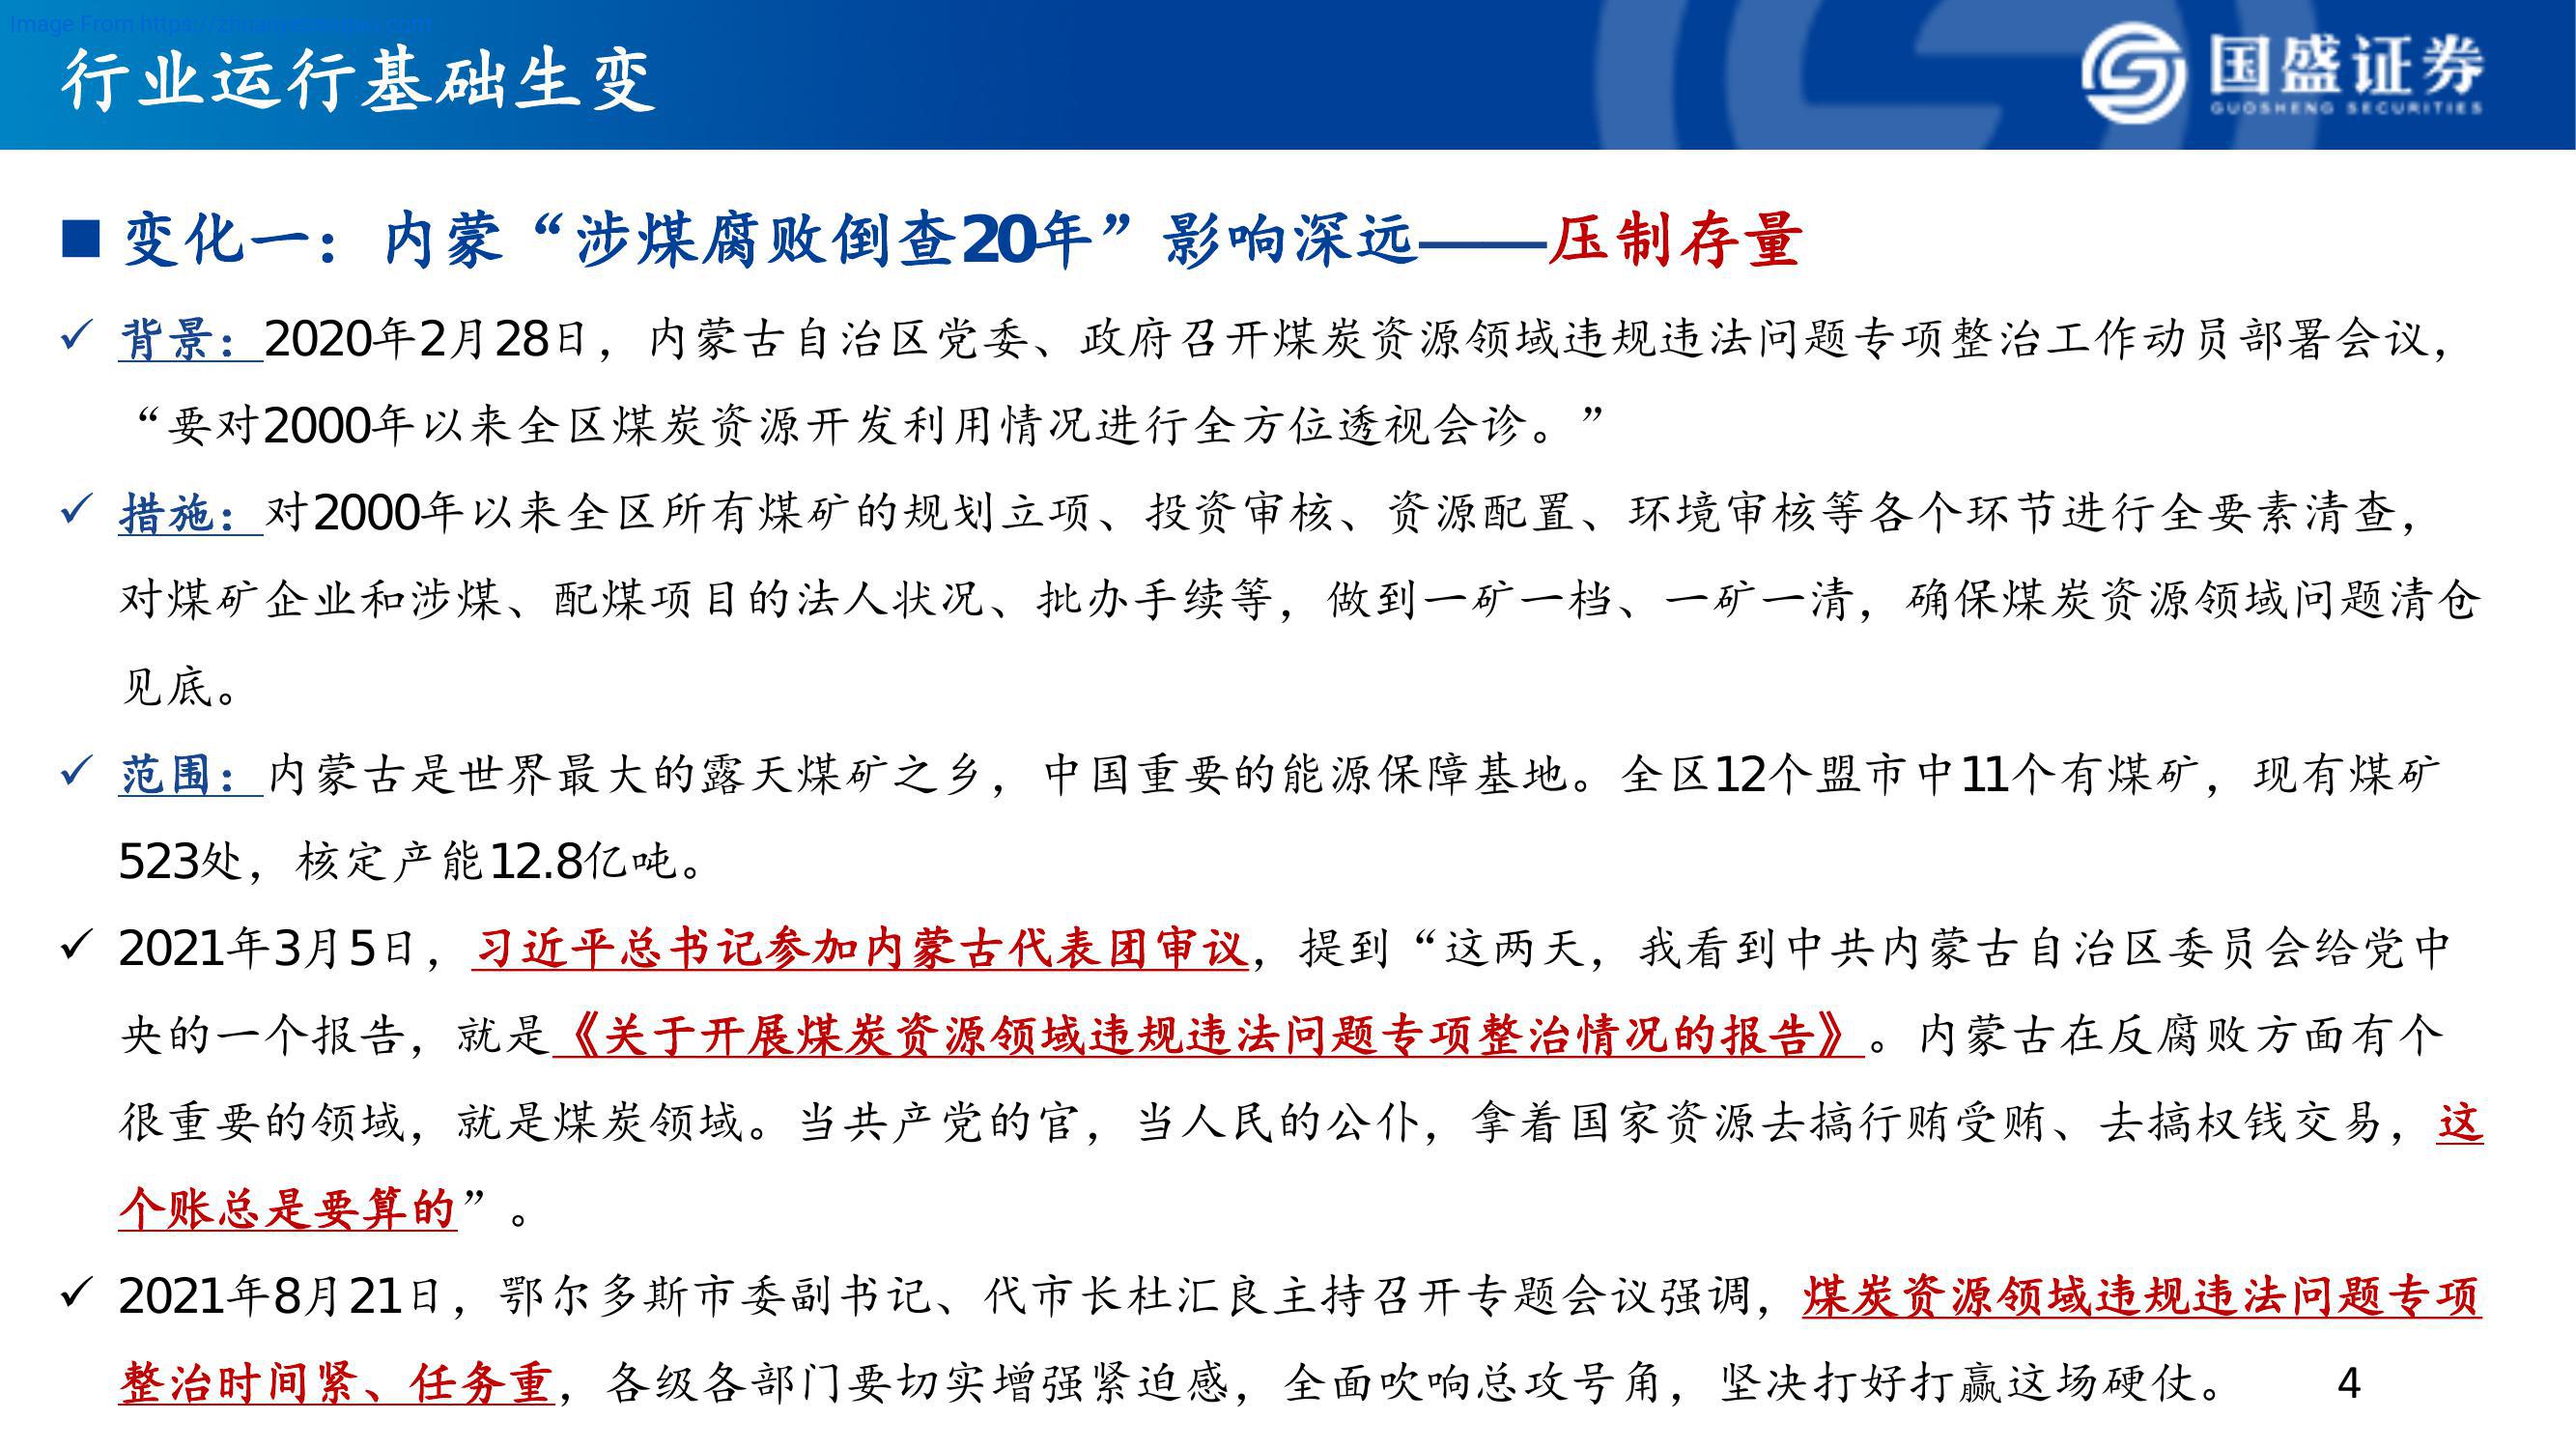 Image From https://
行业运行基础生变
国盛证券
GUOSHENG SECURITIES
■ 变化一：内蒙“涉煤腐败倒查20年”影响深远——压制存量
✓ 背景：2020年2月28日，内蒙古自治区党委、政府召开煤炭资源领域违规违法问题专项整治工作动员部署会议，
“要对2000年以来全区煤炭资源开发利用情况进行全方位透视会诊。”
✓ 措施：对2000年以来全区所有煤矿的规划立项、投资审核、资源配置、环境审核等各个环节进行全要素清查，
对煤矿企业和涉煤、配煤项目的法人状况、批办手续等，做到一矿一档、一矿一清，确保煤炭资源领域问题清仓
见底。
✓ 范围：内蒙古是世界最大的露天煤矿之乡，中国重要的能源保障基地。全区12个盟市中11个有煤矿，现有煤矿
523处，核定产能12.8亿吨。
✓ 2021年3月5日，习近平总书记参加内蒙古代表团审议，提到“这两天，我看到中共内蒙古自治区委员会给党中
央的一个报告，就是《关于开展煤炭资源领域违规违法问题专项整治情况的报告》。内蒙古在反腐败方面有个
很重要的领域，就是煤炭领域。当共产党的官，当人民的公仆，拿着国家资源去搞行贿受贿、去搞权钱交易，这
个账总是要算的”。
✓ 2021年8月21日，鄂尔多斯市委副书记、代市长杜汇良主持召开专题会议强调，煤炭资源领域违规违法问题专项
整治时间紧、任务重，各级各部门要切实增强紧迫感，全面吹响总攻号角，坚决打好打赢这场硬仗。
4